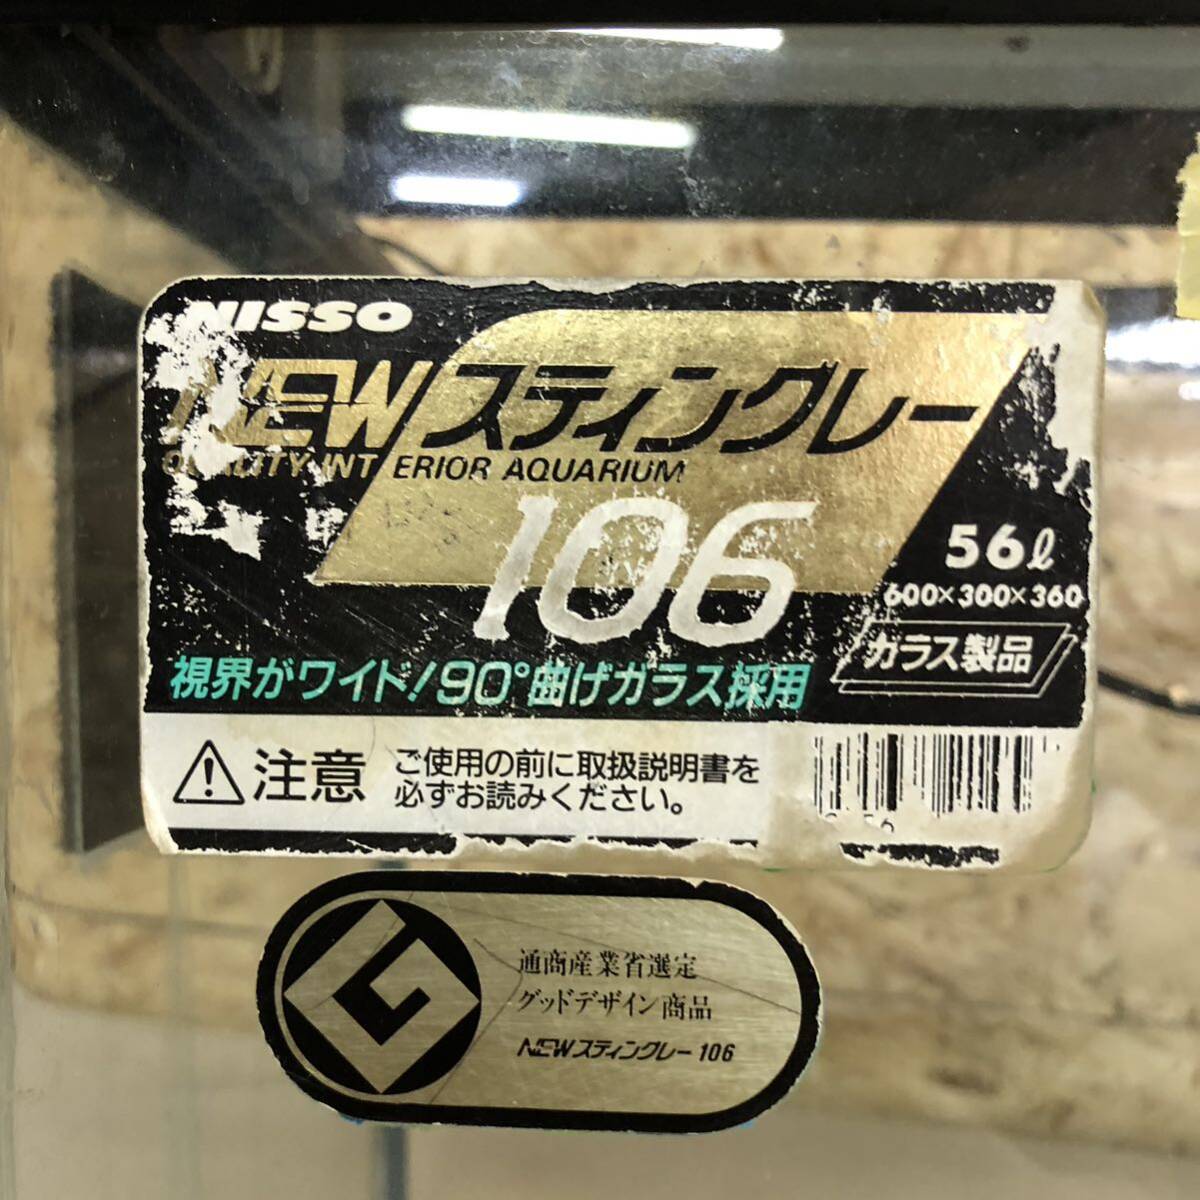 NISSO
NEWスティングレー
QUALITY INTERIOR AQUARIUM
106
56ℓ
600×300×360
ガラス製品
視界がワイド!90°曲げガラス採用
注意 ご使用の前に取扱説明書を
必ずお読みください。
通商産業省選定
グッドデザイン商品
NEWスティングレー106